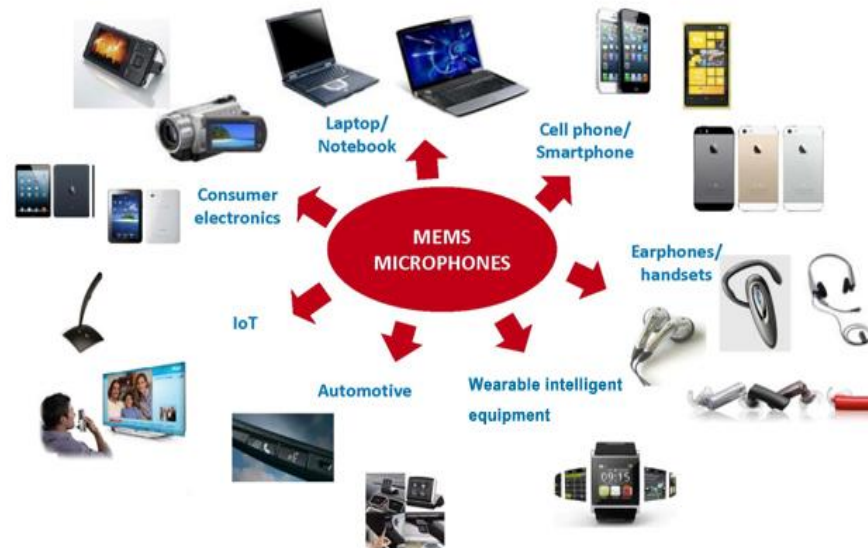 Laptop/
Notebook
Cell phone/
Smartphone
Consumer
electronics
MEMS
MICROPHONES
Earphones/
handsets
IoT
Automotive
Wearable intelligent
equipment
09:15